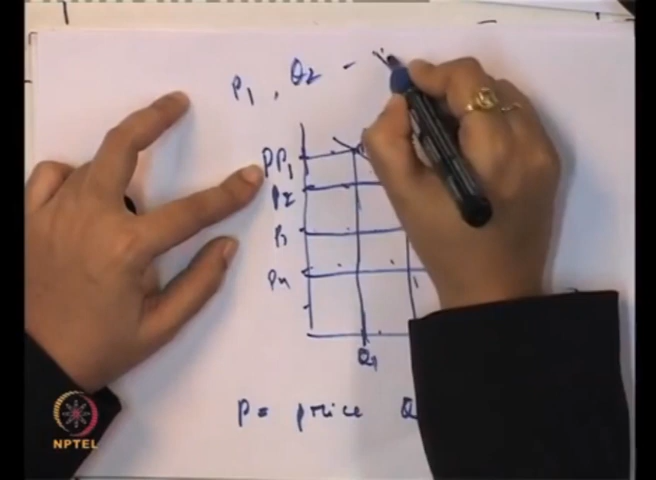 P1, Q2 -
PP1
P2
P3
P4
Q1
P = price Q
NPTEL